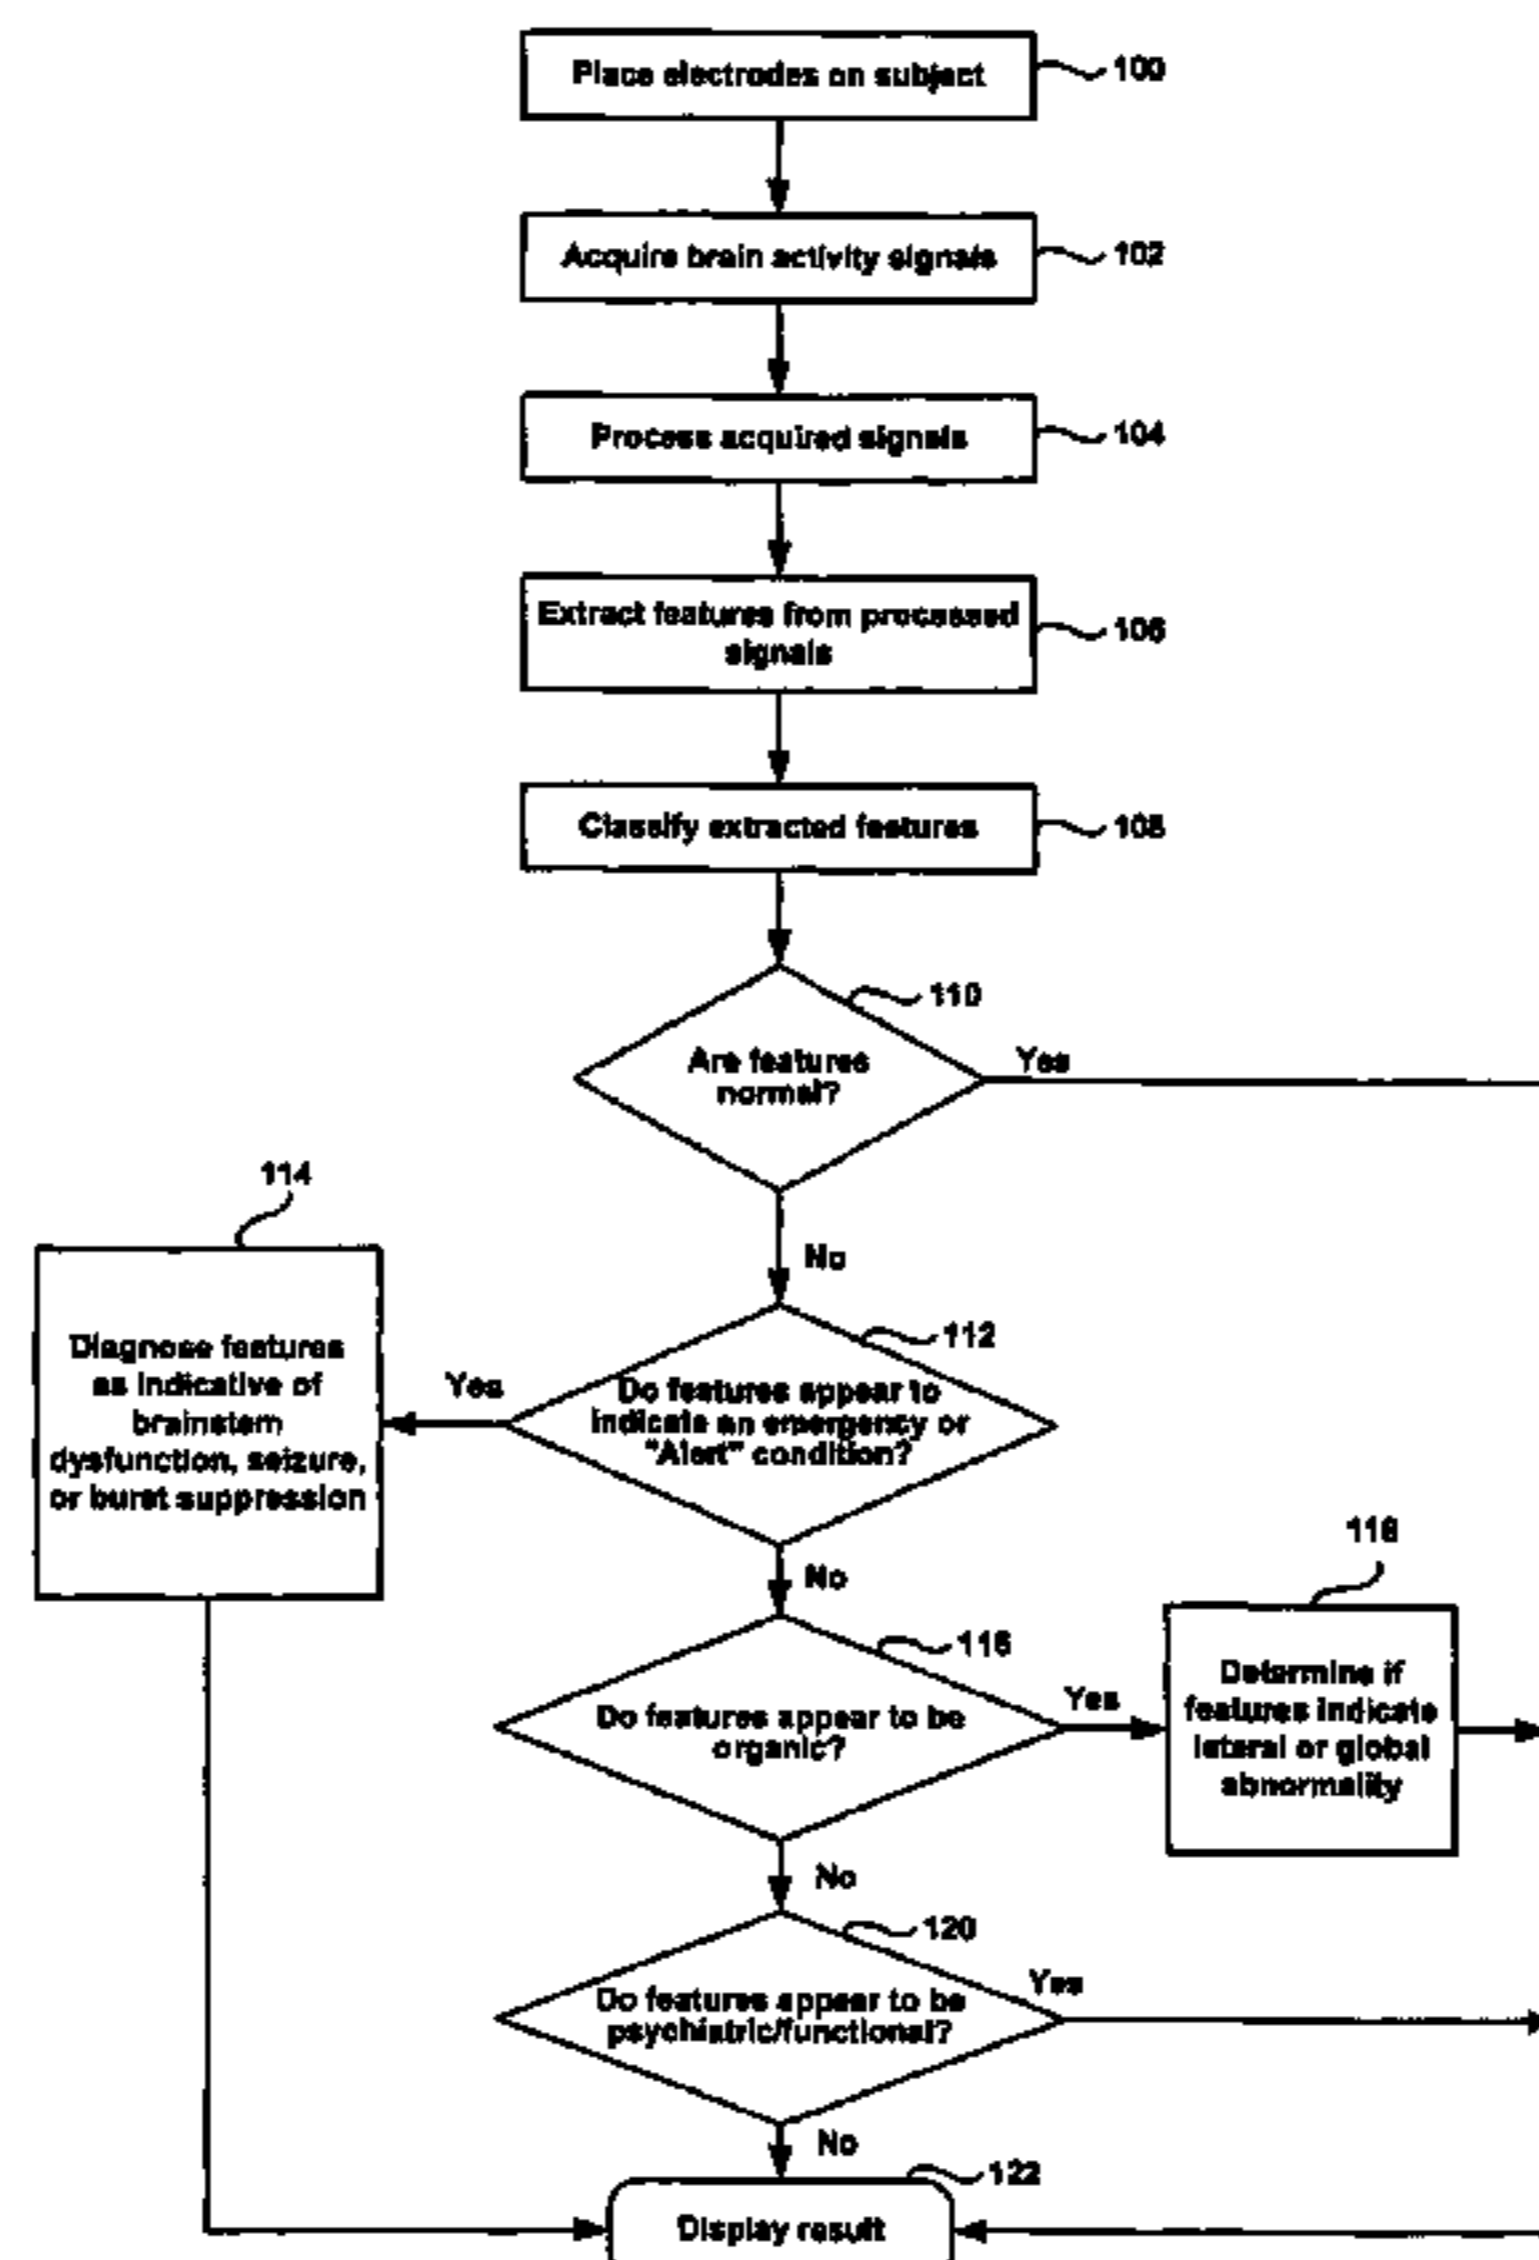 Place electrodes on subject
100
Acquire brain activity signals
102
Process acquired signals
104
Extract features from processed
signals
106
Classify extracted features
108
110
Are features
normal?
Yes
No
114
Diagnose features
as indicative of
brainstem
dysfunction, seizure,
or burst suppression
Yes
112
Do features appear to
indicate an emergency or
"Alert" condition?
No
116
Do features appear to be
organic?
Yes
118
Determine if
features indicate
lateral or global
abnormality
No
120
Do features appear to be
psychiatric/functional?
Yes
No
122
Display result